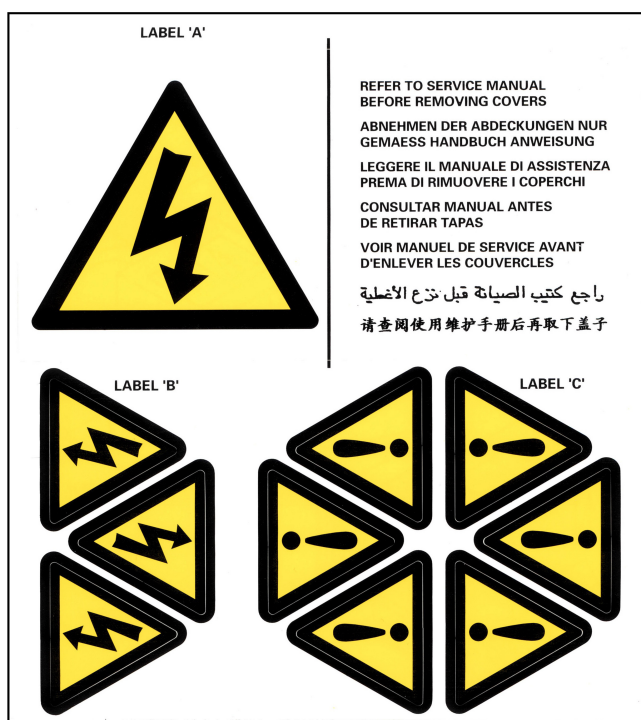 LABEL 'A'
REFER TO SERVICE MANUAL
BEFORE REMOVING COVERS
ABNEHMEN DER ABDECKUNGEN NUR
GEMAESS HANDBUCH ANWEISUNG
LEGGERE IL MANUALE DI ASSISTENZA
PRIMA DI RIMUOVERE I COPERCHI
CONSULTAR MANUAL ANTES
DE RETIRAR TAPAS
VOIR MANUEL DE SERVICE AVANT
D'ENLEVER LES COUVERCLES
راجع كتيب الصيانة قبل نزع الأغطية
请查阅使用维护手册后再取下盖子
LABEL 'B'
LABEL 'C'